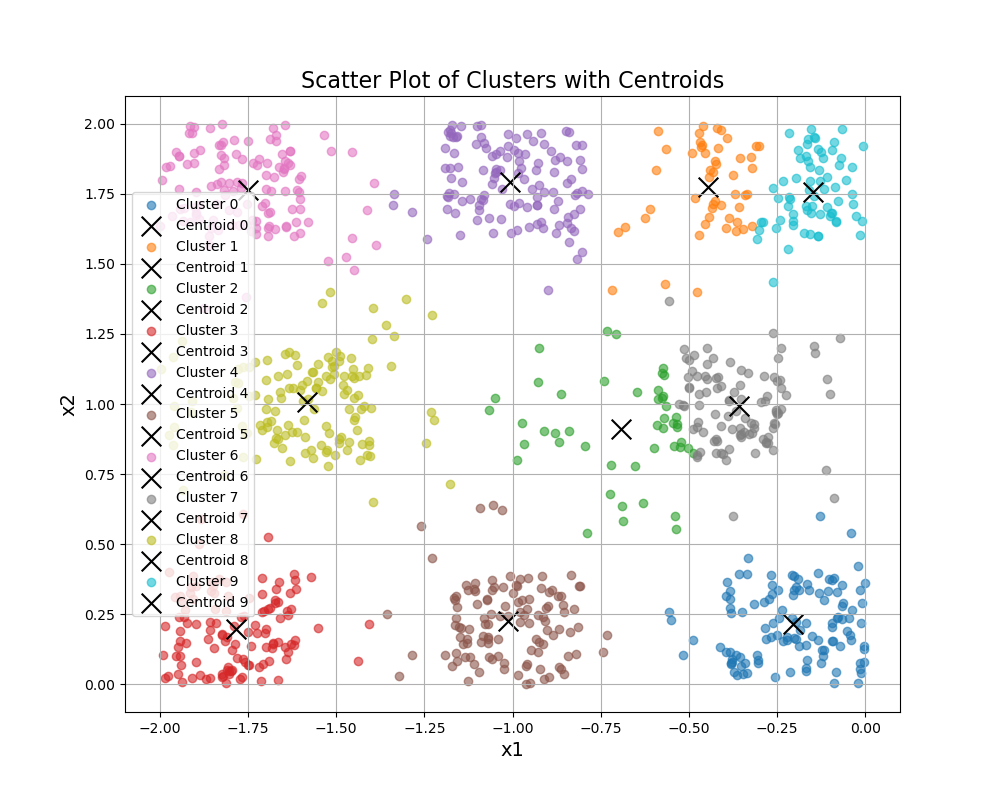 Scatter Plot of Clusters with Centroids
2.00
1.75
1.50
1.25
1.00
0.75
0.50
0.25
0.00
x2
Cluster 0
Centroid 0
Cluster 1
Centroid 1
Cluster 2
Centroid 2
Cluster 3
Centroid 3
Cluster 4
Centroid 4
Cluster 5
Centroid 5
Cluster 6
Centroid 6
Cluster 7
Centroid 7
Cluster 8
Centroid 8
Cluster 9
Centroid 9
−2.00 −1.75 −1.50 −1.25 −1.00 −0.75 −0.50 −0.25 0.00
x1